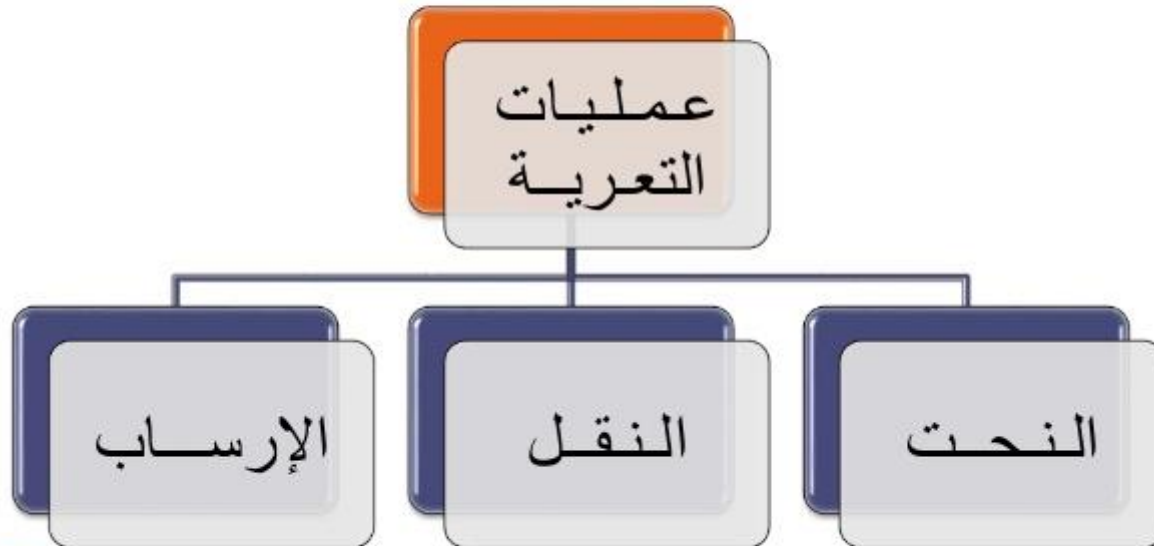 عمليات
التعرية
النحت
النقل
الإرساب